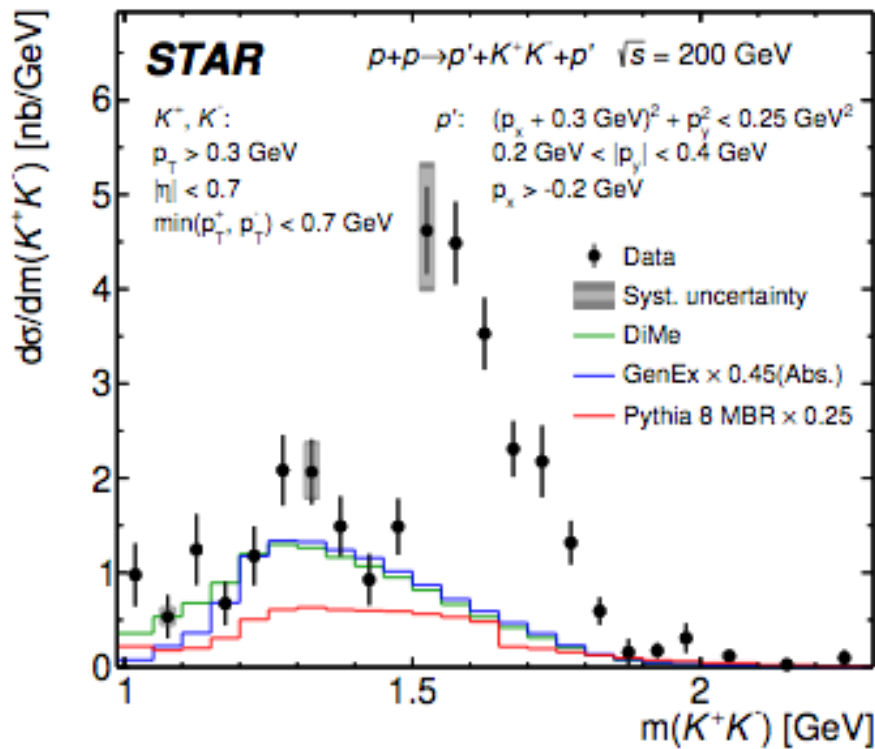 STAR p+p→p'+K⁺K⁻+p' √s = 200 GeV
K⁺, K⁻:
p_T > 0.3 GeV
|η| < 0.7
min(p_T⁺, p_T⁻) < 0.7 GeV
p': (p_x + 0.3 GeV)² + p_y² < 0.25 GeV²
0.2 GeV < |p_y| < 0.4 GeV
p_x > -0.2 GeV
Data
Syst. uncertainty
DiMe
GenEx × 0.45(Abs.)
Pythia 8 MBR × 0.25
dσ/dm(K⁺K⁻) [nb/GeV]
6
5
4
3
2
1
0
1 1.5 2
m(K⁺K⁻) [GeV]